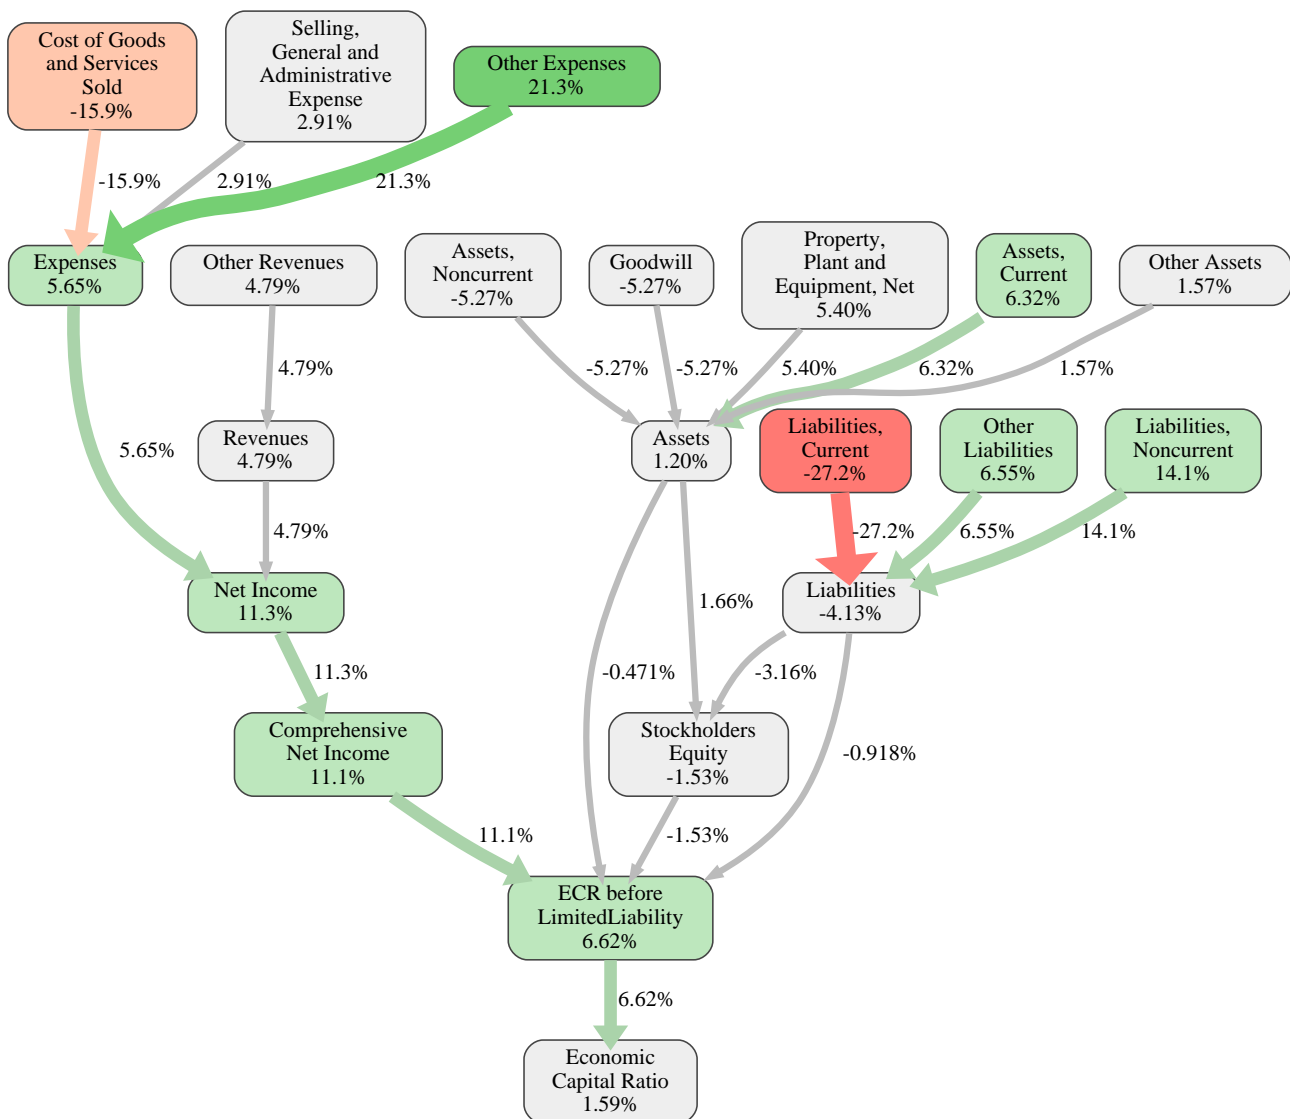 Cost of Goods
and Services
Sold
-15.9%
Selling,
General and
Administrative
Expense
2.91%
Other Expenses
21.3%
-15.9%
2.91%
21.3%
Expenses
5.65%
Other Revenues
4.79%
Assets,
Noncurrent
-5.27%
Goodwill
-5.27%
Property,
Plant and
Equipment, Net
5.40%
Assets,
Current
6.32%
Other Assets
1.57%
4.79%
-5.27%
-5.27%
5.40%
6.32%
1.57%
5.65%
Revenues
4.79%
Assets
1.20%
Liabilities,
Current
-27.2%
Other
Liabilities
6.55%
Liabilities,
Noncurrent
14.1%
4.79%
-27.2%
6.55%
14.1%
Net Income
11.3%
Liabilities
-4.13%
1.66%
11.3%
-0.471%
-3.16%
Comprehensive
Net Income
11.1%
Stockholders
Equity
-1.53%
-0.918%
11.1%
-1.53%
ECR before
LimitedLiability
6.62%
6.62%
Economic
Capital Ratio
1.59%